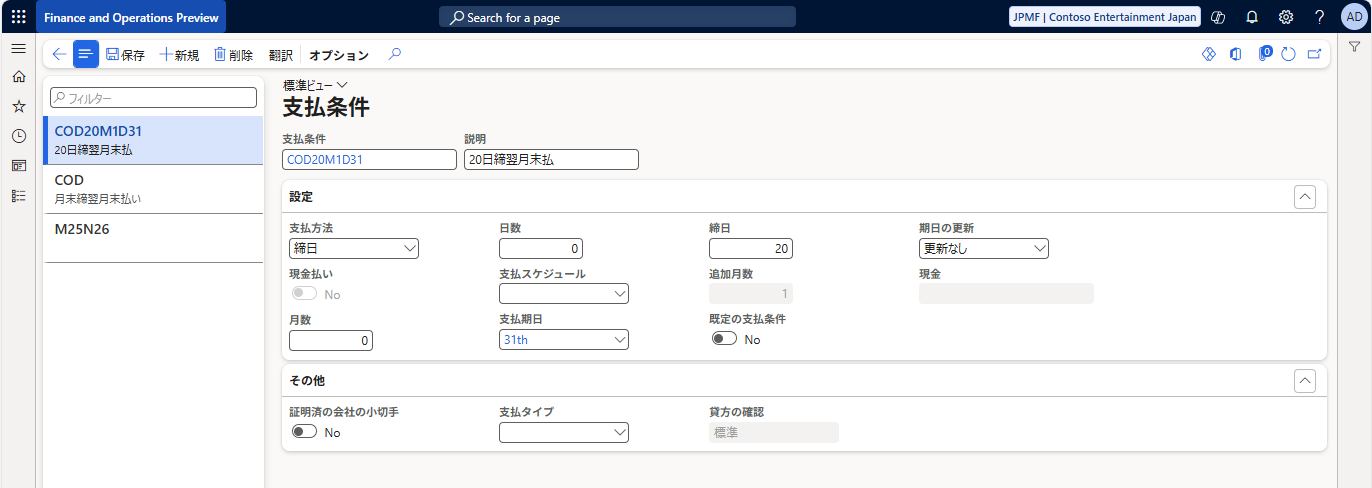 Finance and Operations Preview
Search for a page
JPMF | Contoso Entertainment Japan
AD
保存
新規
削除
翻訳
オプション
0
フィルター
COD20M1D31
20日締翌月末払
COD
月末締翌月末払い
M25N26
標準ビュー
支払条件
支払条件 説明
COD20M1D31 20日締翌月末払
設定
支払方法 日数 締日 期日の更新
締日 0 20 更新なし
現金払い 支払スケジュール 追加月数 現金
No 1
月数 支払期日 既定の支払条件
0 31th No
その他
証明済の会社の小切手 支払タイプ 貸方の確認
No 標準